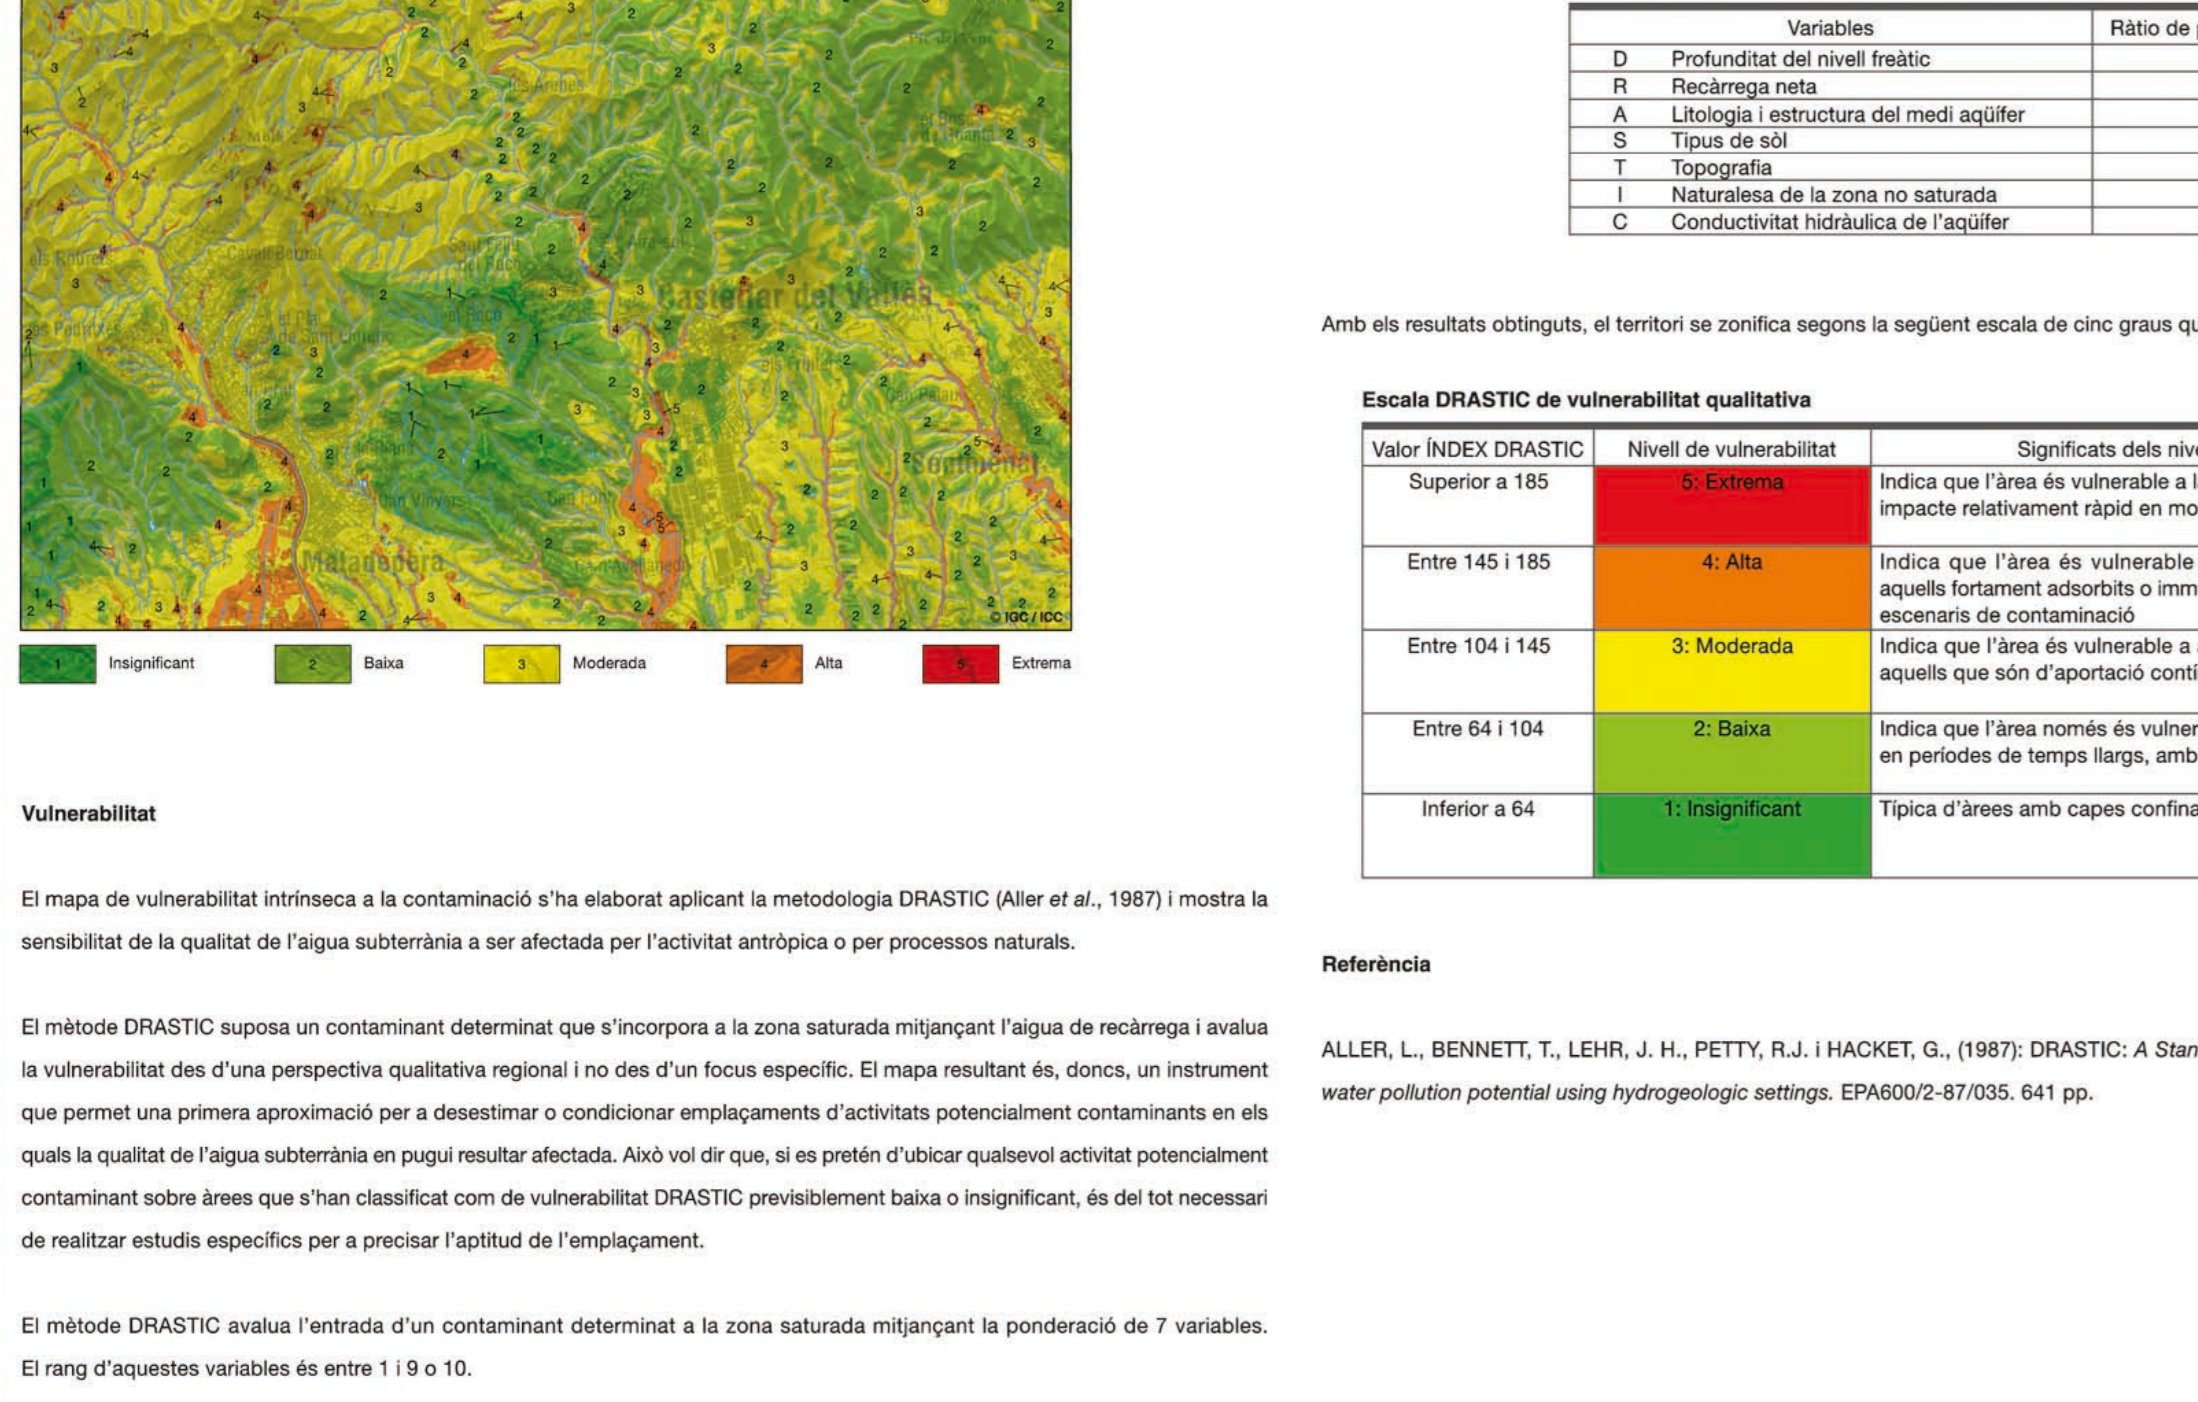 Castellar del Vallès
Matadepera
Sentmenat
© IGC / ICC
1 Insignificant
2 Baixa
3 Moderada
4 Alta
5 Extrema
Vulnerabilitat
El mapa de vulnerabilitat intrínseca a la contaminació s'ha elaborat aplicant la metodologia DRASTIC (Aller et al., 1987) i mostra la
sensibilitat de la qualitat de l'aigua subterrània a ser afectada per l'activitat antròpica o per processos naturals.
El mètode DRASTIC suposa un contaminant determinat que s'incorpora a la zona saturada mitjançant l'aigua de recàrrega i avalua
la vulnerabilitat des d'una perspectiva qualitativa regional i no des d'un focus específic. El mapa resultant és, doncs, un instrument
que permet una primera aproximació per a desestimar o condicionar emplaçaments d'activitats potencialment contaminants en els
quals la qualitat de l'aigua subterrània en pugui resultar afectada. Això vol dir que, si es pretén d'ubicar qualsevol activitat potencialment
contaminant sobre àrees que s'han classificat com de vulnerabilitat DRASTIC previsiblement baixa o insignificant, és del tot necessari
de realitzar estudis específics per a precisar l'aptitud de l'emplaçament.
El mètode DRASTIC avalua l'entrada d'un contaminant determinat a la zona saturada mitjançant la ponderació de 7 variables.
El rang d'aquestes variables és entre 1 i 9 o 10.
Variables Ràtio de
D Profunditat del nivell freàtic
R Recàrrega neta
A Litologia i estructura del medi aqüífer
S Tipus de sòl
T Topografia
I Naturalesa de la zona no saturada
C Conductivitat hidràulica de l'aqüífer
Amb els resultats obtinguts, el territori se zonifica segons la següent escala de cinc graus
Escala DRASTIC de vulnerabilitat qualitativa
Valor ÍNDEX DRASTIC Nivell de vulnerabilitat Significats dels
Superior a 185 5: Extrema Indica que l'àrea és vulnerable a
impacte relativament ràpid en
Entre 145 i 185 4: Alta Indica que l'àrea és vulnerable
aquells fortament adsorbits o
escenaris de contaminació
Entre 104 i 145 3: Moderada Indica que l'àrea és vulnerable a
aquells que són d'aportació
Entre 64 i 104 2: Baixa Indica que l'àrea només és
en períodes de temps llargs, amb
Inferior a 64 1: Insignificant Típica d'àrees amb capes
Referència
ALLER, L., BENNETT, T., LEHR, J. H., PETTY, R.J. i HACKET, G., (1987): DRASTIC: A
water pollution potential using hydrogeologic settings. EPA600/2-87/035. 641 pp.